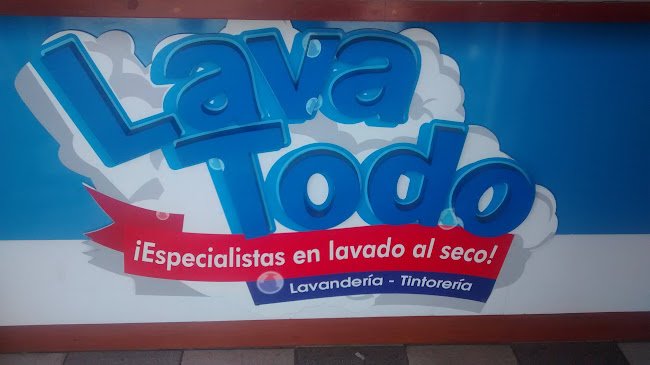 Lava
Todo
¡Especialistas en lavado al seco!
Lavandería - Tintorería